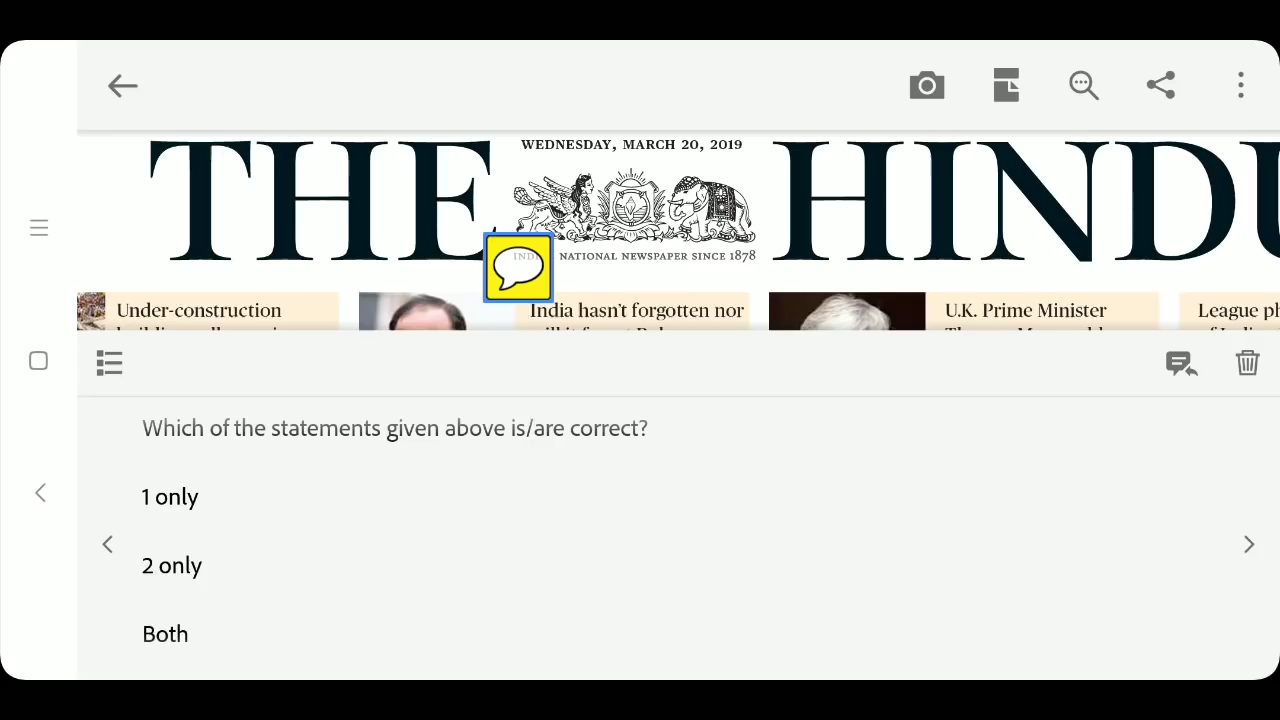 WEDNESDAY, MARCH 20, 2019
THE HINDU
INDIA'S NATIONAL NEWSPAPER SINCE 1878
Under-construction
India hasn't forgotten nor
U.K. Prime Minister
League ph
Which of the statements given above is/are correct?
1 only
2 only
Both